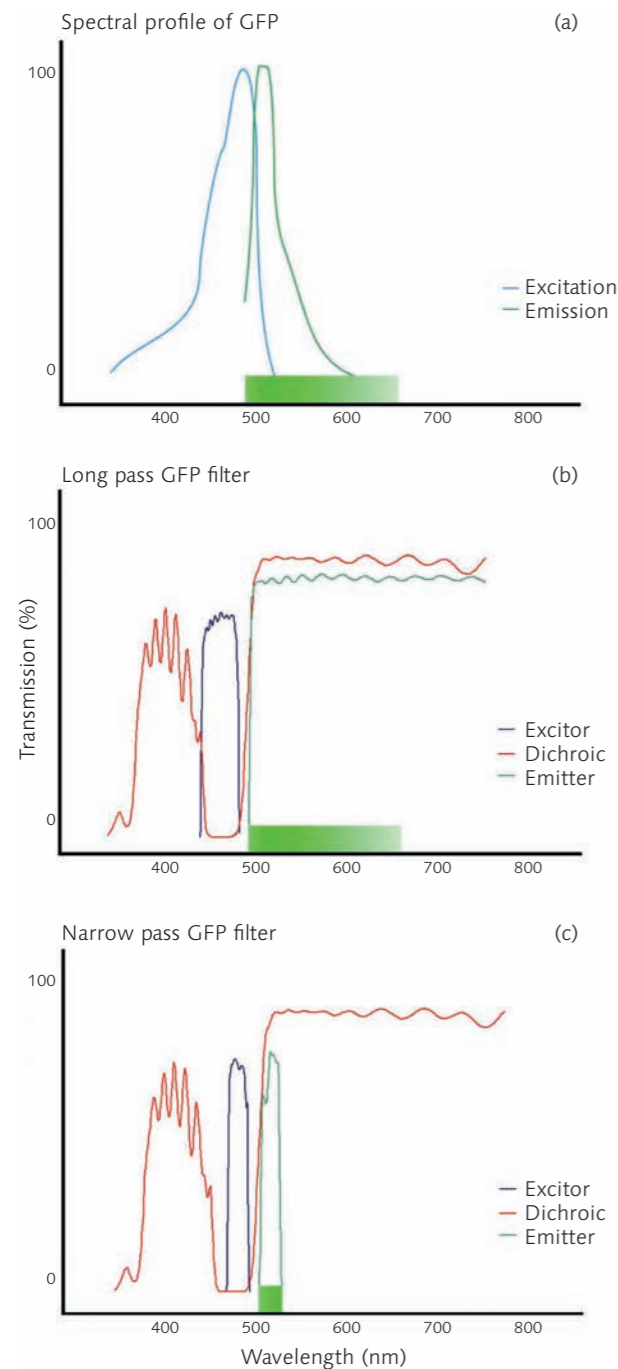 Spectral profile of GFP (a)
100
0
Excitation
Emission
400 500 600 700 800
Long pass GFP filter (b)
100
Transmission (%)
0
Excitor
Dichroic
Emitter
400 500 600 700 800
Narrow pass GFP filter (c)
100
0
Excitor
Dichroic
Emitter
400 500 600 700 800
Wavelength (nm)